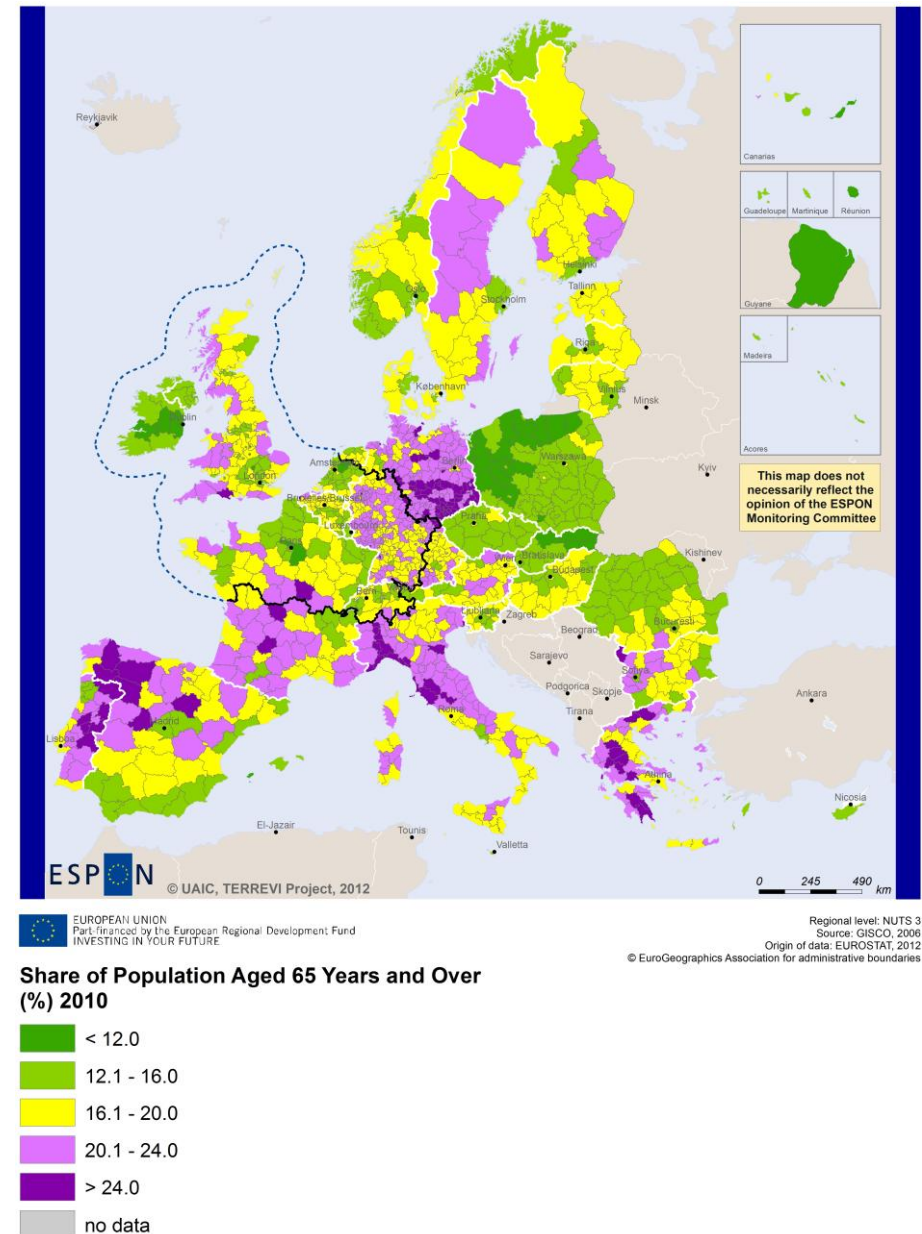 Reykjavik
Canarias
Guadeloupe
Martinique
Réunion
Guyane
Madeira
Acores
This map does not
necessarily reflect the
opinion of the ESPON
Monitoring Committee
Helsinki
Oslo
Tallinn
Stockholm
Riga
København
Vilnius
Minsk
London
Berlin
Warszawa
Kyiv
Luxembourg
Praha
Paris
Wien
Bratislava
Kishinev
Budapest
Bern
Ljubljana
Zagreb
Beograd
Bucuresti
Sarajevo
Sofiya
Podgorica
Skopje
Ankara
Madrid
Roma
Tirana
Lisboa
Athina
Nicosia
El-Jazair
Tounis
Valletta
ESPON
© UAIC, TERREVI Project, 2012
0 245 490 km
EUROPEAN UNION
Part-financed by the European Regional Development Fund
INVESTING IN YOUR FUTURE
Regional level: NUTS 3
Source: GISCO, 2006
Origin of data: EUROSTAT, 2012
© EuroGeographics Association for administrative boundaries
Share of Population Aged 65 Years and Over
(%) 2010
< 12.0
12.1 - 16.0
16.1 - 20.0
20.1 - 24.0
> 24.0
no data